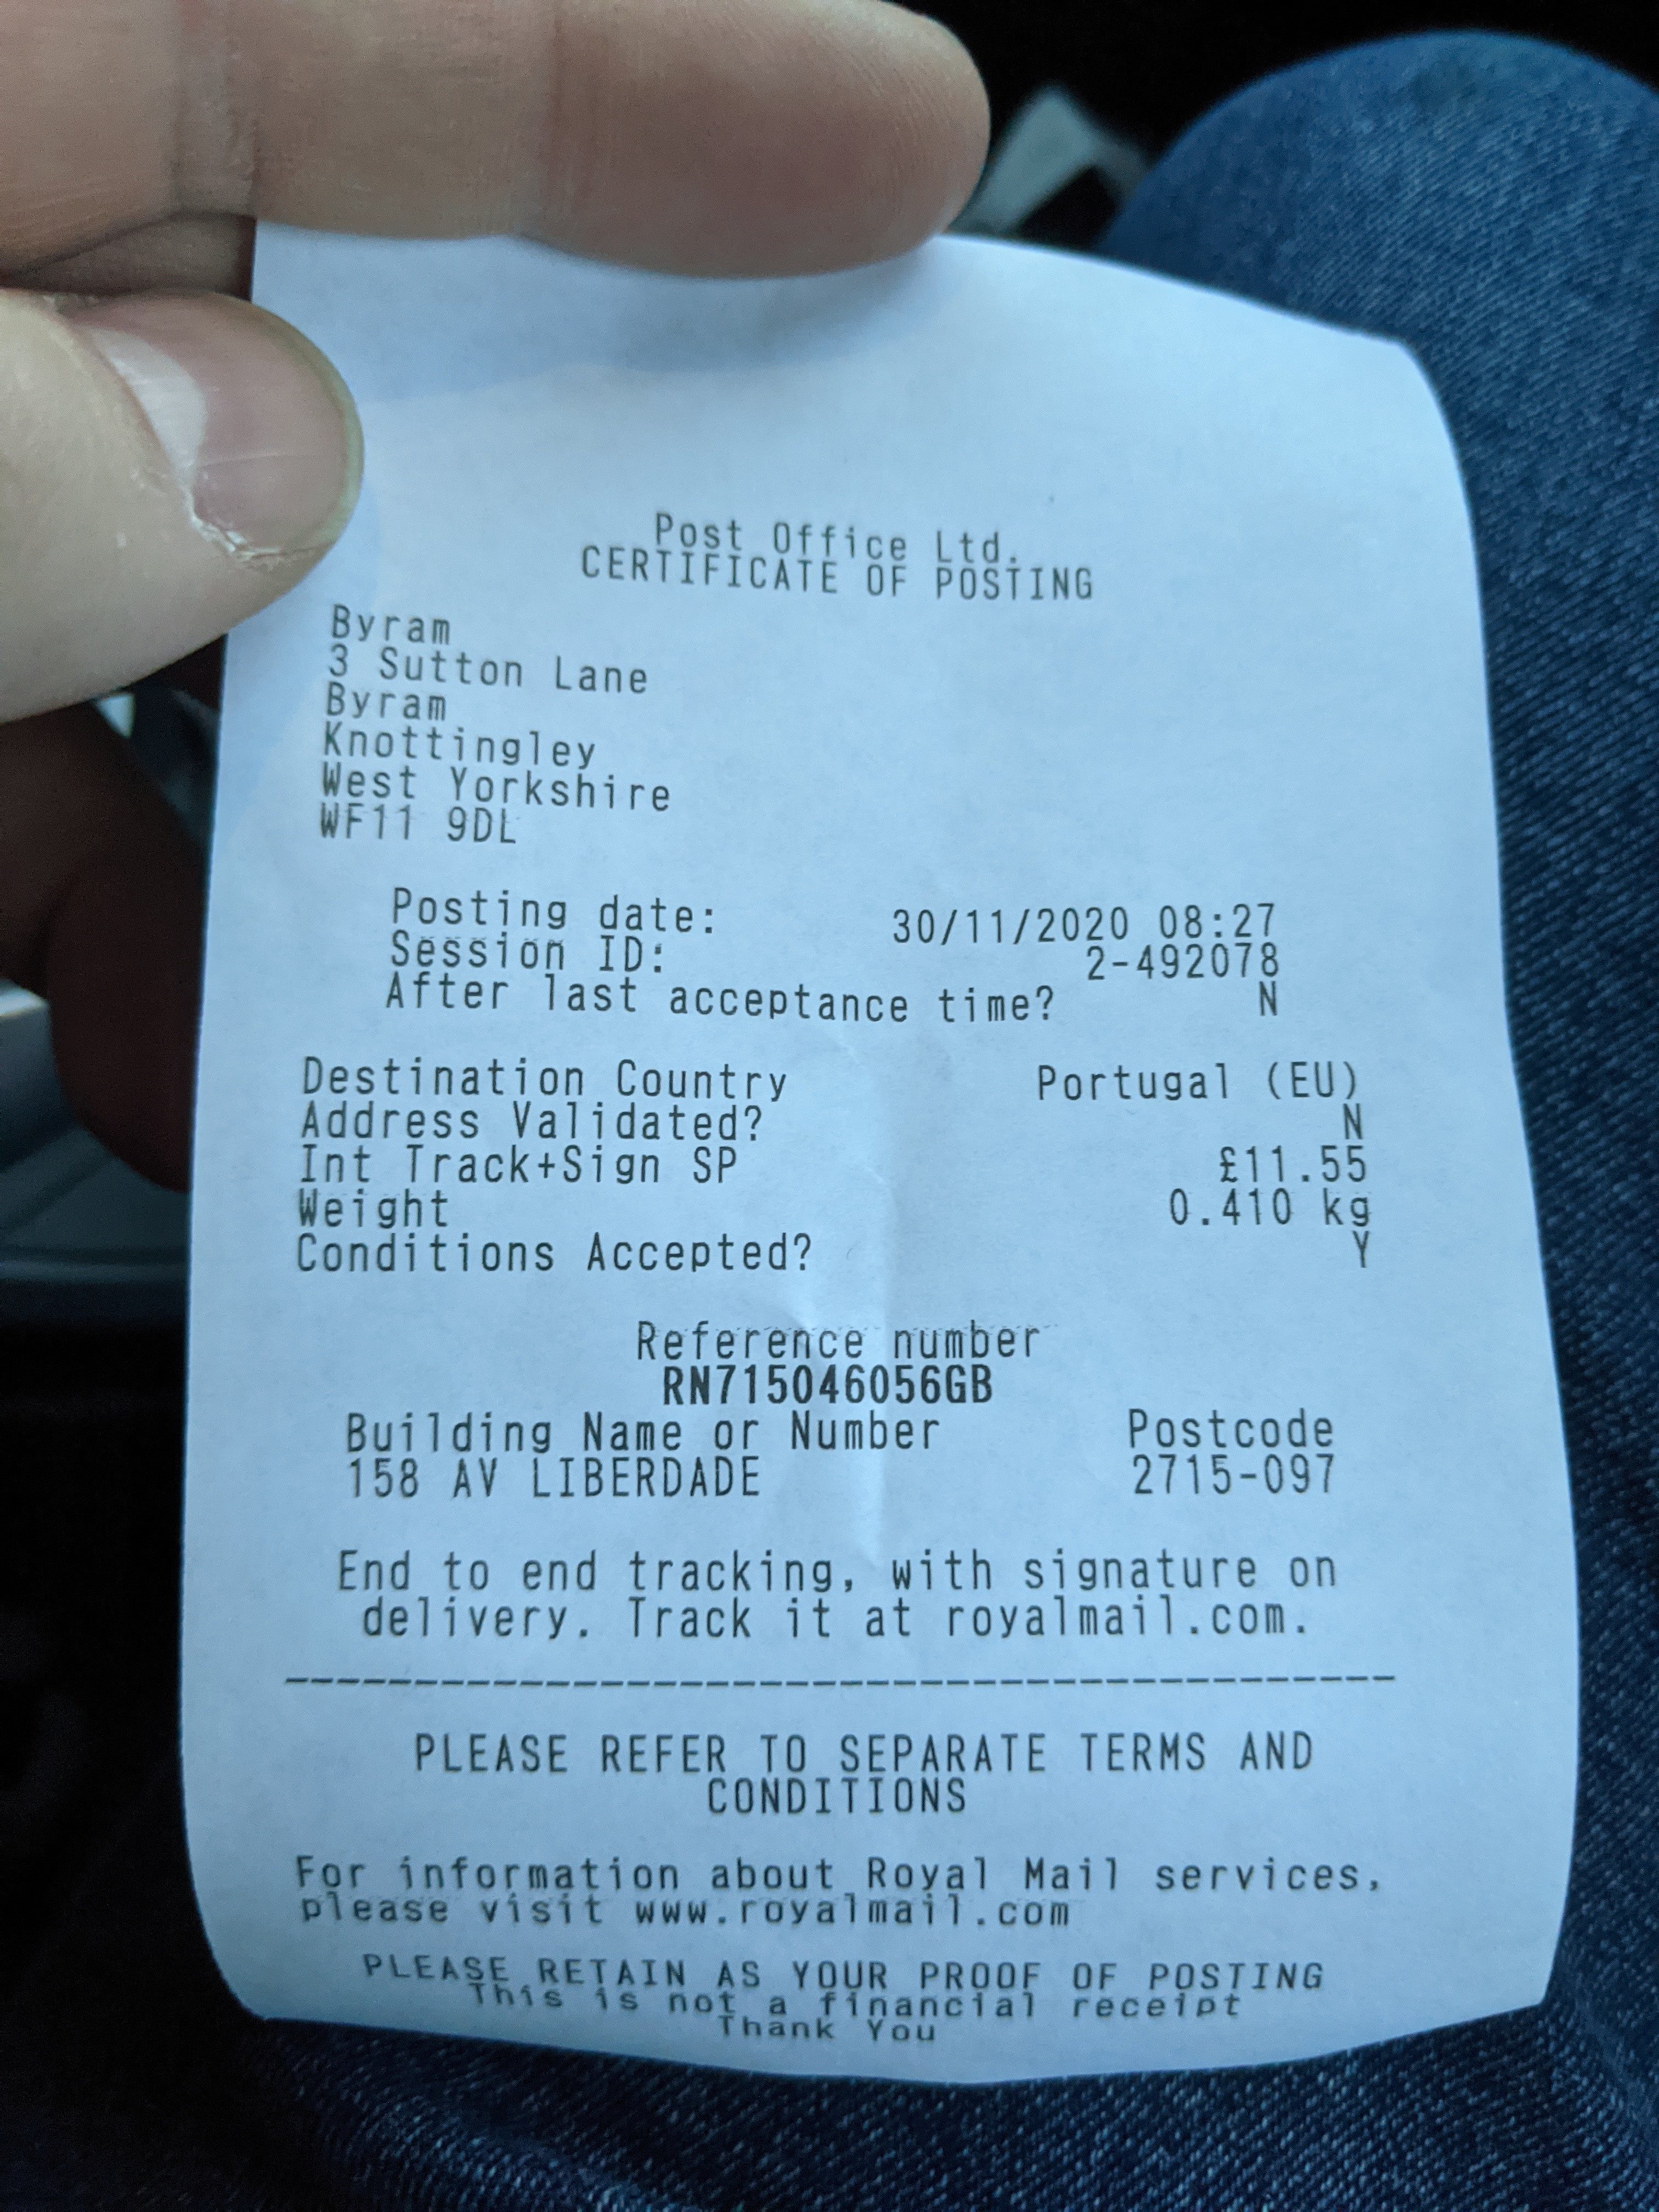 Post Office Ltd.
CERTIFICATE OF POSTING
Byram
3 Sutton Lane
Byram
Knottingley
West Yorkshire
WF11 9DL
Posting date: 30/11/2020 08:27
Session ID: 2-492078
After last acceptance time? N
Destination Country Portugal (EU)
Address Validated? N
Int Track+Sign SP £11.55
Weight 0.410 kg
Conditions Accepted? Y
Reference number
RN715046056GB
Building Name or Number Postcode
158 AV LIBERDADE 2715-097
End to end tracking, with signature on
delivery. Track it at royalmail.com.
------------------------------------------
PLEASE REFER TO SEPARATE TERMS AND
CONDITIONS
For information about Royal Mail services,
please visit www.royalmail.com
PLEASE RETAIN AS YOUR PROOF OF POSTING
This is not a financial receipt
Thank You